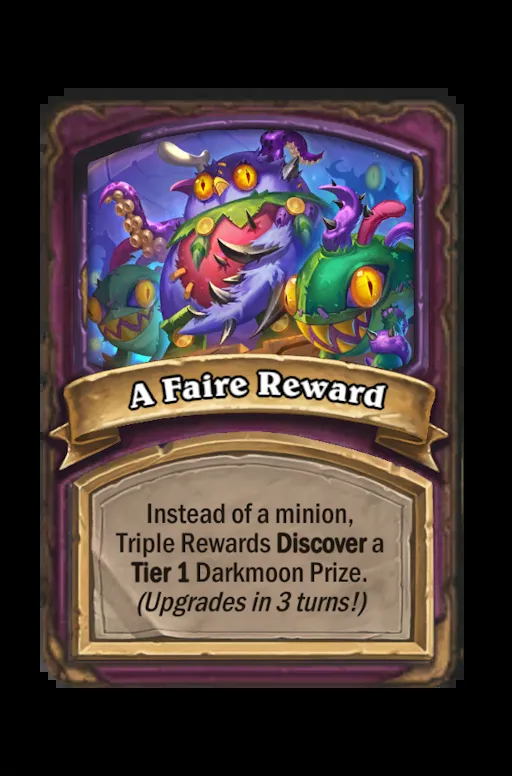 A Faire Reward
Instead of a minion,
Triple Rewards Discover a
Tier 1 Darkmoon Prize.
(Upgrades in 3 turns!)